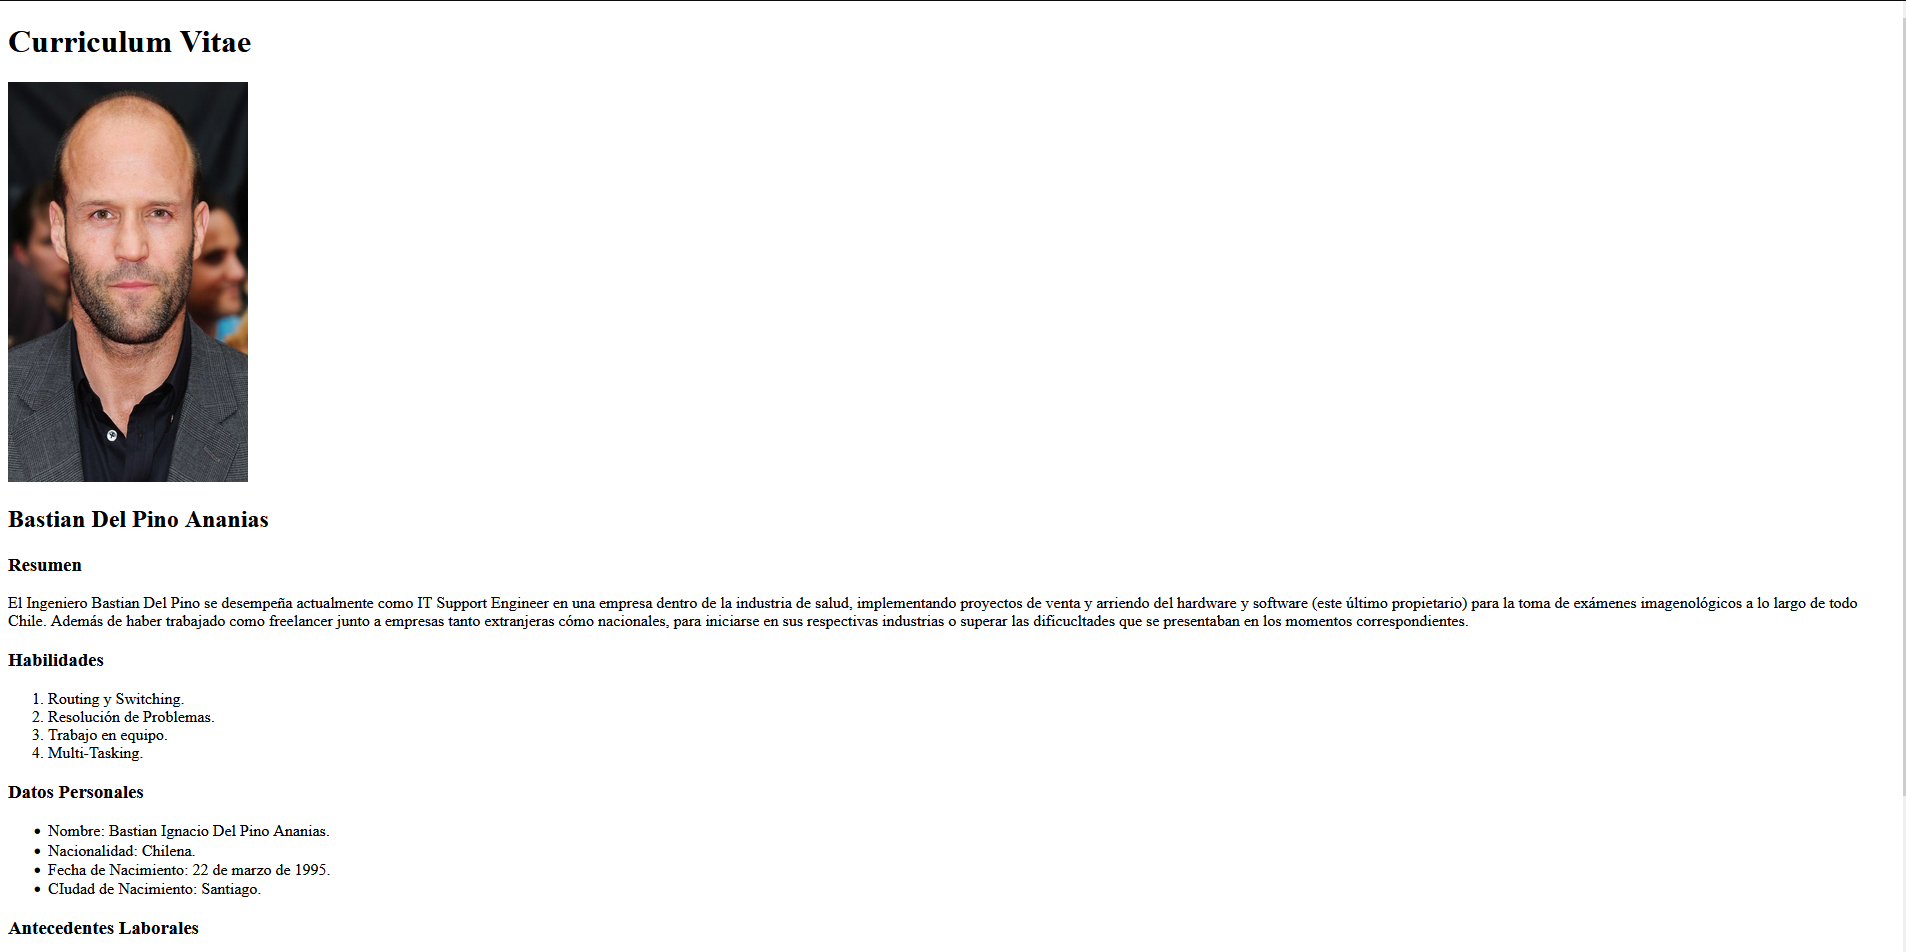 Curriculum Vitae
Bastian Del Pino Ananias
Resumen
El Ingeniero Bastian Del Pino se desempeña actualmente como IT Support Engineer en una empresa dentro de la industria de salud, implementando proyectos de venta y arriendo del hardware y software (este último propietario) para la toma de exámenes imagenológicos a lo largo de todo
Chile. Además de haber trabajado como freelancer junto a empresas tanto extranjeras cómo nacionales, para iniciarse en sus respectivas industrias o superar las dificucltades que se presentaban en los momentos correspondientes.
Habilidades
1. Routing y Switching.
2. Resolución de Problemas.
3. Trabajo en equipo.
4. Multi-Tasking.
Datos Personales
• Nombre: Bastian Ignacio Del Pino Ananias.
• Nacionalidad: Chilena.
• Fecha de Nacimiento: 22 de marzo de 1995.
• CIudad de Nacimiento: Santiago.
Antecedentes Laborales